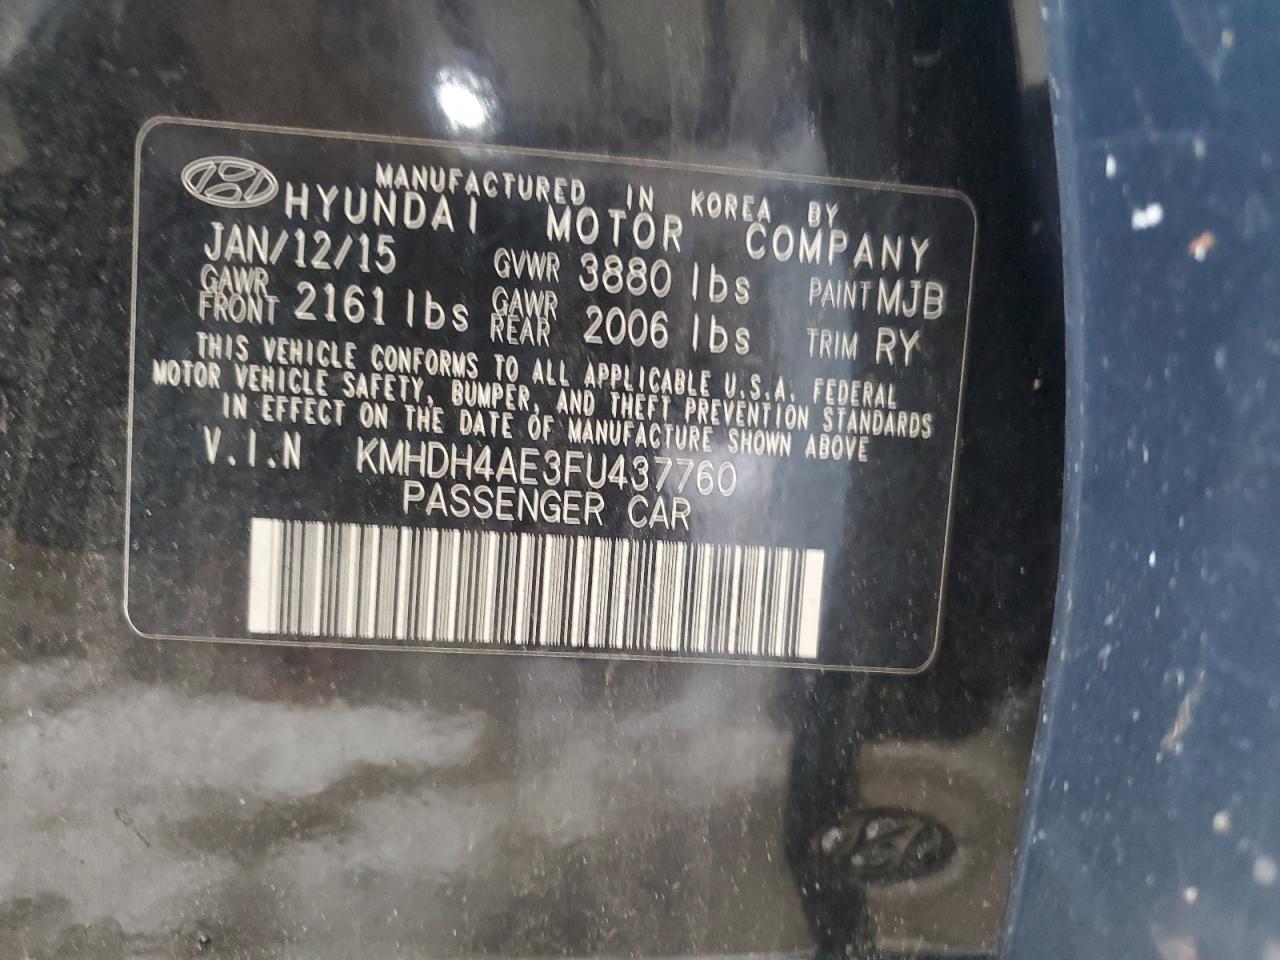 MANUFACTURED IN KOREA BY
HYUNDAI MOTOR COMPANY
JAN/12/15 GVWR 3880 lbs PAINT MJB
GAWR FRONT 2161 lbs GAWR REAR 2006 lbs TRIM RY
THIS VEHICLE CONFORMS TO ALL APPLICABLE U.S.A. FEDERAL
MOTOR VEHICLE SAFETY, BUMPER, AND THEFT PREVENTION STANDARDS
IN EFFECT ON THE DATE OF MANUFACTURE SHOWN ABOVE
V.I.N KMHDH4AE3FU437760
PASSENGER CAR